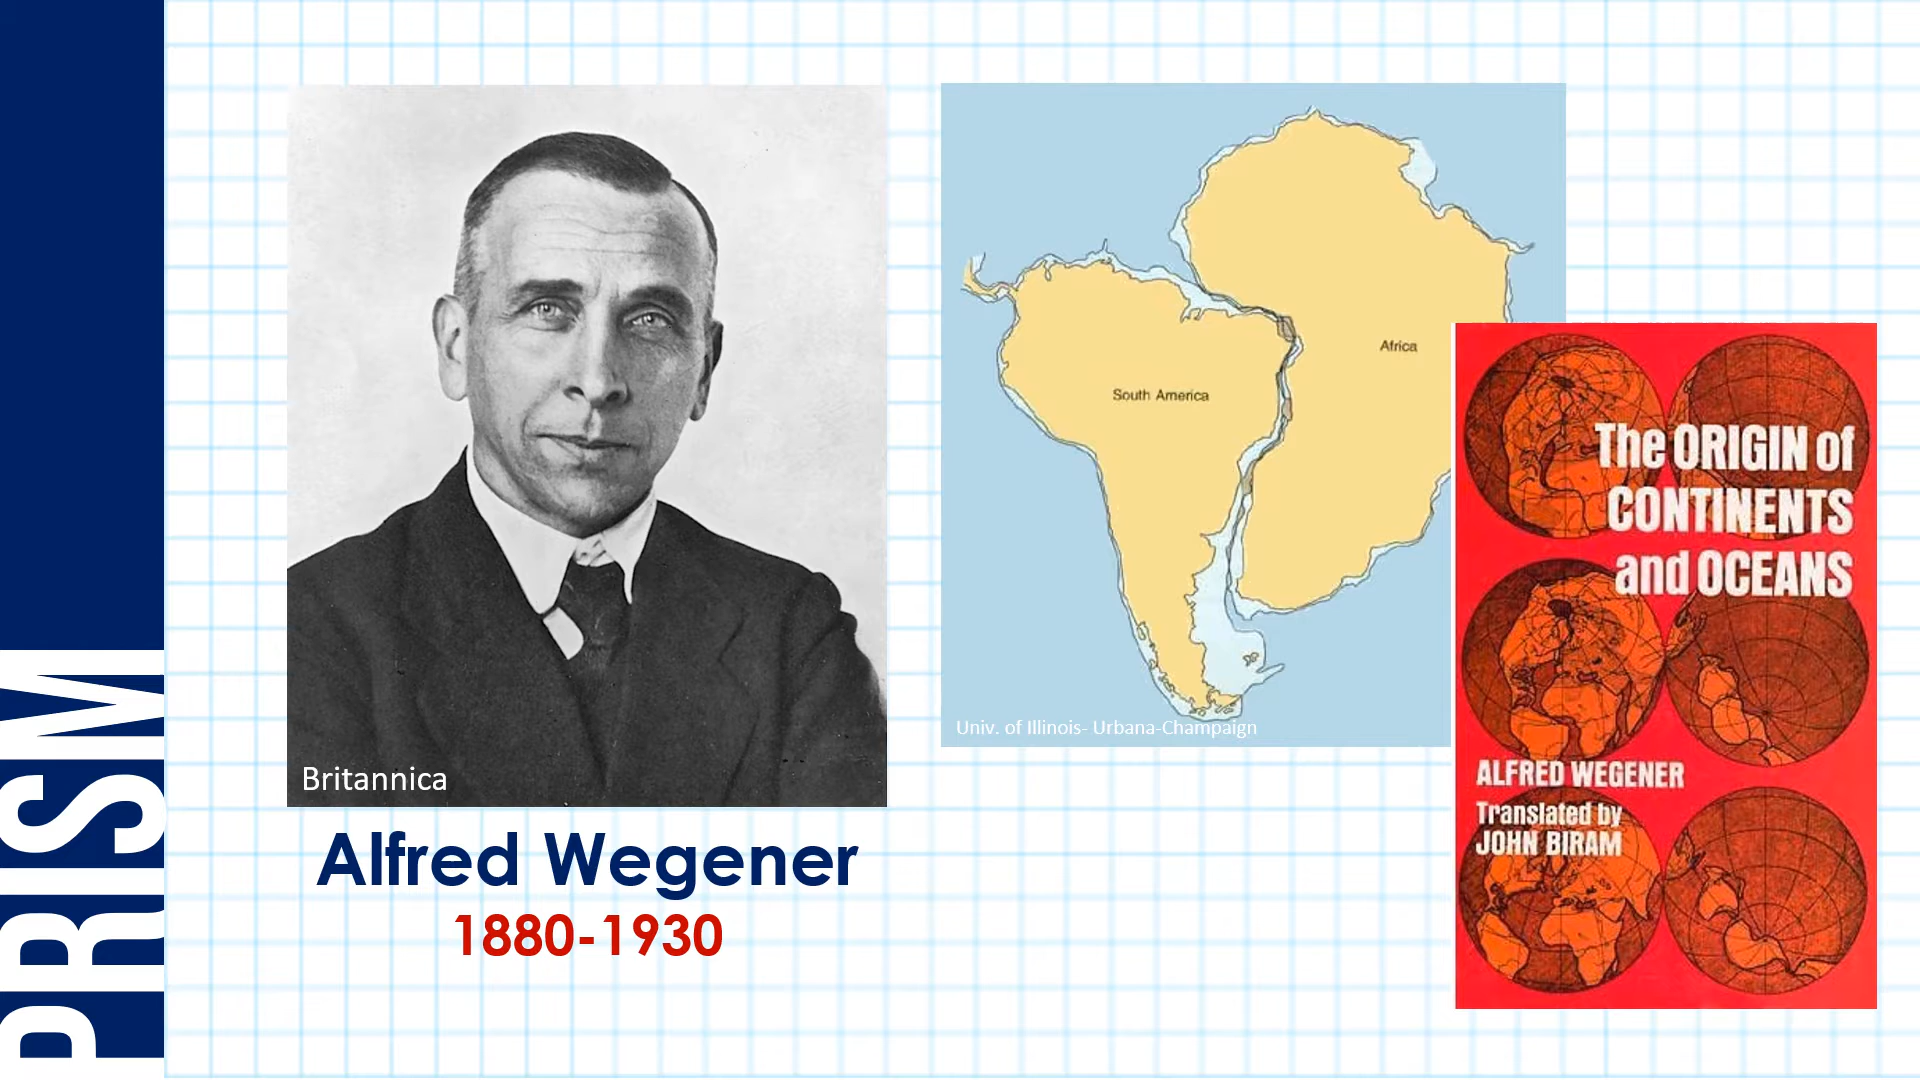 PRISM
Britannica
Alfred Wegener
1880-1930
South America
Africa
Univ. of Illinois- Urbana-Champaign
The ORIGIN of
CONTINENTS
and OCEANS
ALFRED WEGENER
Translated by
JOHN BIRAM